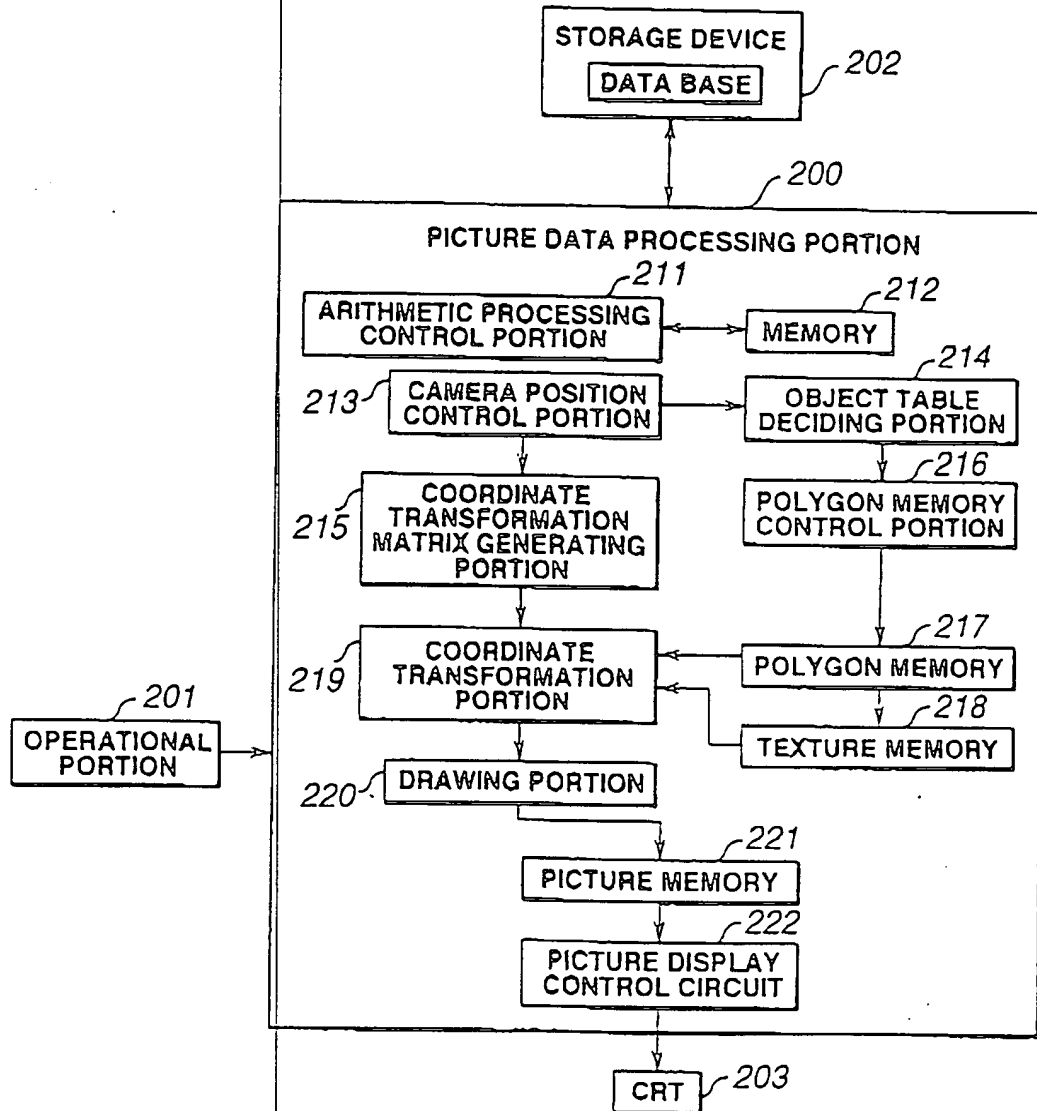 STORAGE DEVICE
DATA BASE
202
200
PICTURE DATA PROCESSING PORTION
211
ARITHMETIC PROCESSING
CONTROL PORTION
212
MEMORY
213
CAMERA POSITION
CONTROL PORTION
214
OBJECT TABLE
DECIDING PORTION
215
COORDINATE
TRANSFORMATION
MATRIX GENERATING
PORTION
216
POLYGON MEMORY
CONTROL PORTION
219
COORDINATE
TRANSFORMATION
PORTION
217
POLYGON MEMORY
218
TEXTURE MEMORY
201
OPERATIONAL
PORTION
220
DRAWING PORTION
221
PICTURE MEMORY
222
PICTURE DISPLAY
CONTROL CIRCUIT
CRT
203